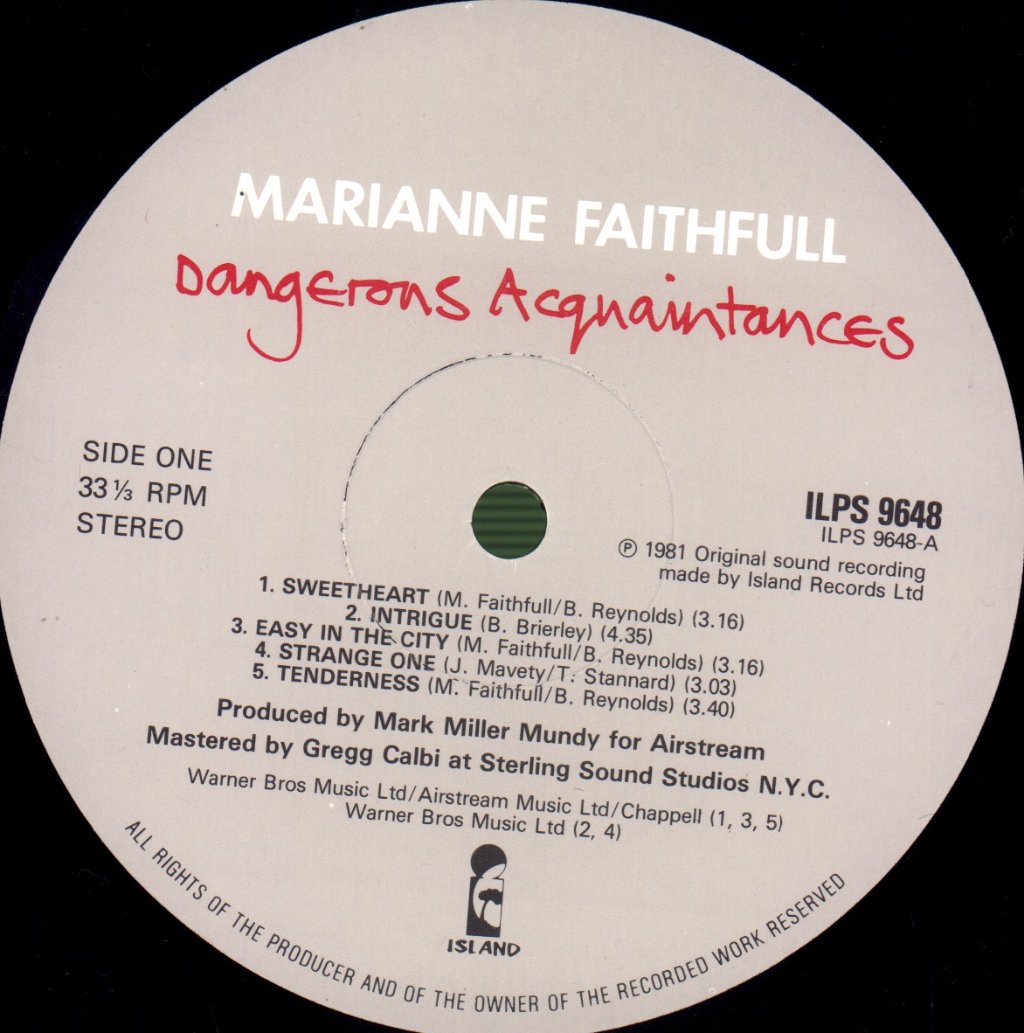 MARIANNE FAITHFULL
Dangerous Acquaintances
SIDE ONE
33⅓ RPM
STEREO
ILPS 9648
ILPS 9648-A
℗ 1981 Original sound recording
made by Island Records Ltd
1. SWEETHEART (M. Faithfull/B. Reynolds) (3.16)
2. INTRIGUE (B. Brierley) (4.35)
3. EASY IN THE CITY (M. Faithfull/B. Reynolds) (3.16)
4. STRANGE ONE (J. Mavety/T. Stannard) (3.03)
5. TENDERNESS (M. Faithfull/B. Reynolds) (3.40)
Produced by Mark Miller Mundy for Airstream
Mastered by Gregg Calbi at Sterling Sound Studios N.Y.C.
Warner Bros Music Ltd/Airstream Music Ltd/Chappell (1, 3, 5)
Warner Bros Music Ltd (2, 4)
ISLAND
ALL RIGHTS OF THE PRODUCER AND OF THE OWNER OF THE RECORDED WORK RESERVED